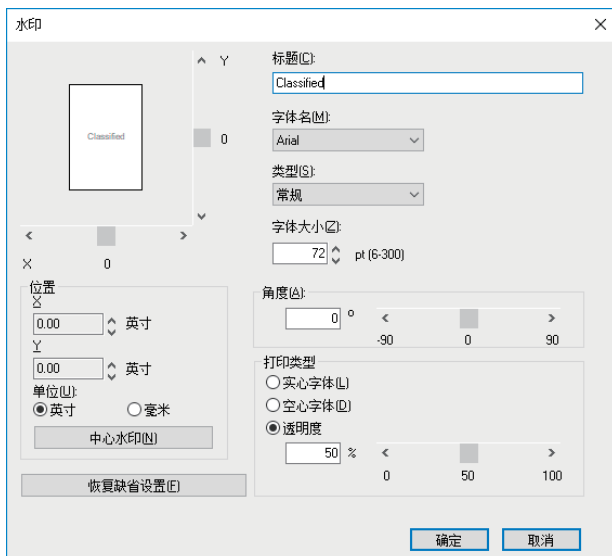 水印
Y
Classified
0
X 0
位置
X
0.00 英寸
Y
0.00 英寸
单位(U):
英寸 毫米
中心水印(N)
恢复缺省设置(F)
标题(C):
Classified
字体名(M):
Arial
类型(S):
常规
字体大小(Z):
72 pt (6-300)
角度(A):
0 °
-90 0 90
打印类型
实心字体(L)
空心字体(D)
透明度
50 %
0 50 100
确定 取消